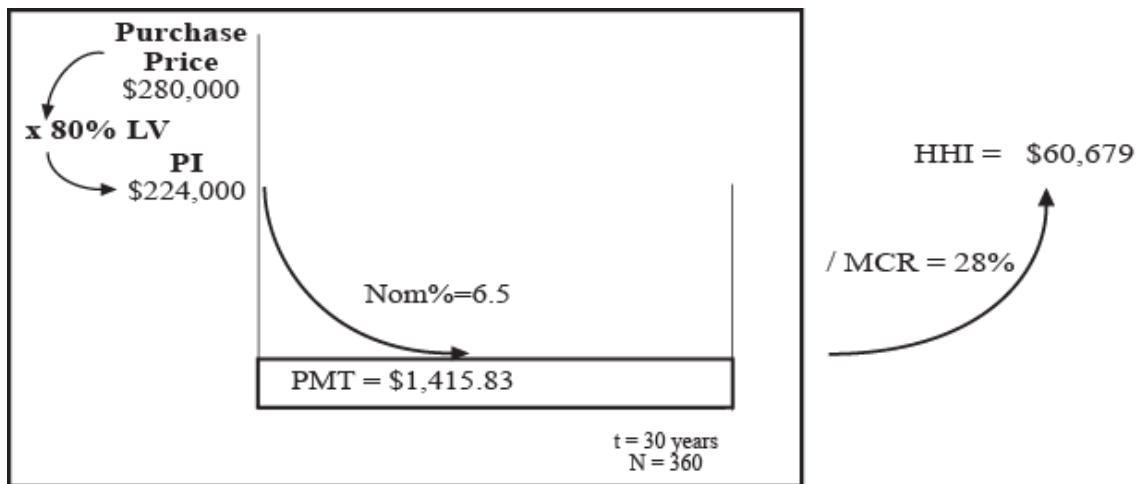 Purchase
Price
$280,000
x 80% LV
PI
$224,000
Nom%=6.5
PMT = $1,415.83
t = 30 years
N = 360
HHI = $60,679
/ MCR = 28%